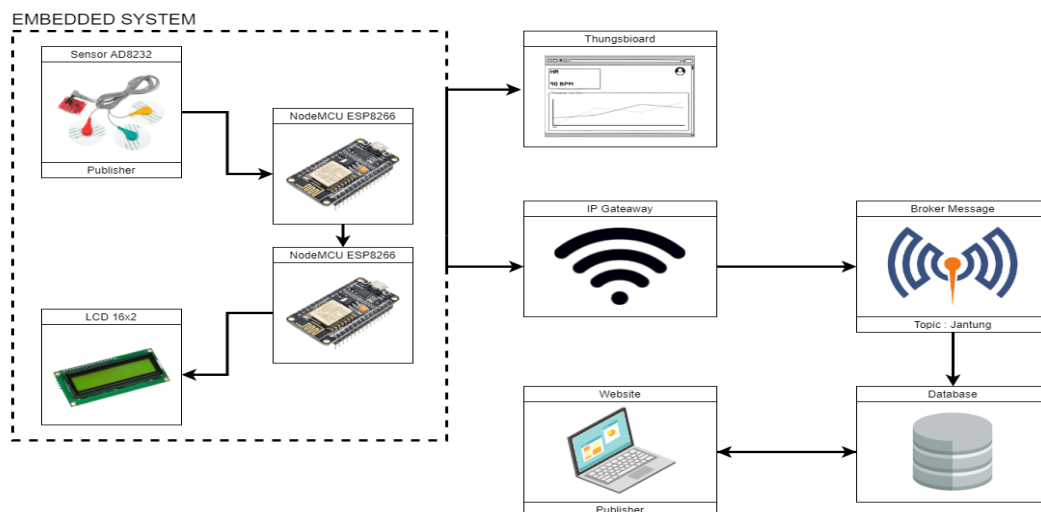 EMBEDDED SYSTEM
Sensor AD8232
Publisher
NodeMCU ESP8266
NodeMCU ESP8266
LCD 16x2
Thungsbioard
HR
90 BPM
IP Gateaway
Broker Message
Topic : Jantung
Website
Publisher
Database